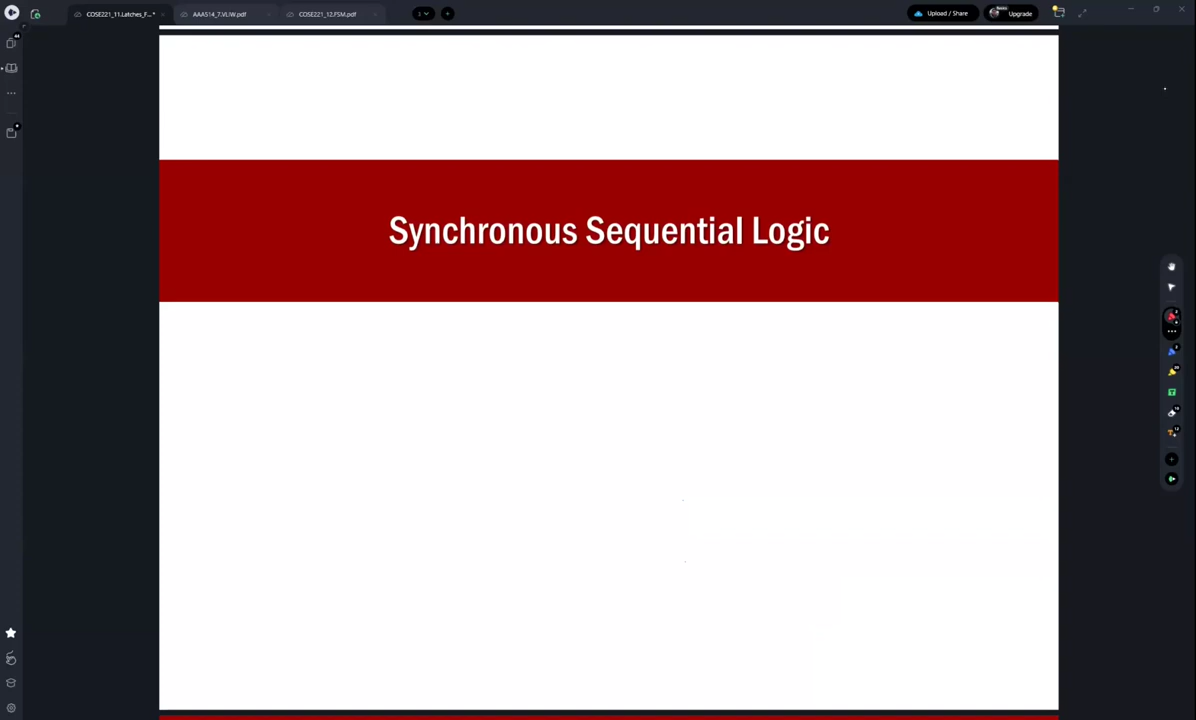 COSE221_11.Latches_F...*
AAA514_7.VLIW.pdf
COSE221_12.FSM.pdf
Upload / Share
Upgrade
Synchronous Sequential Logic